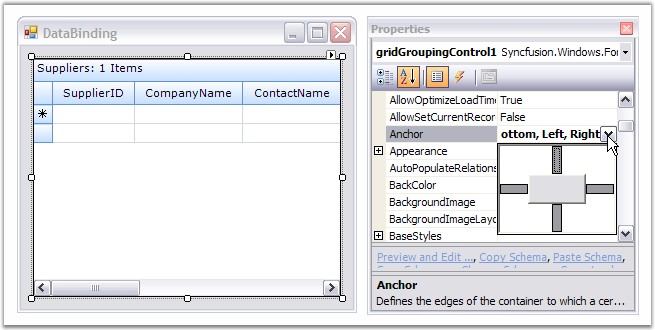 DataBinding
Suppliers: 1 Items
SupplierID CompanyName ContactName
Properties
gridGroupingControl1 Syncfusion.Windows.For
AllowOptimizeLoadTime True
AllowSetCurrentRecor False
Anchor ottom, Left, Right
Appearance
AutoPopulateRelations
BackColor
BackgroundImage
BackgroundImageLayo
BaseStyles
Preview and Edit ..., Copy Schema, Paste Schema,
Anchor
Defines the edges of the container to which a cer...